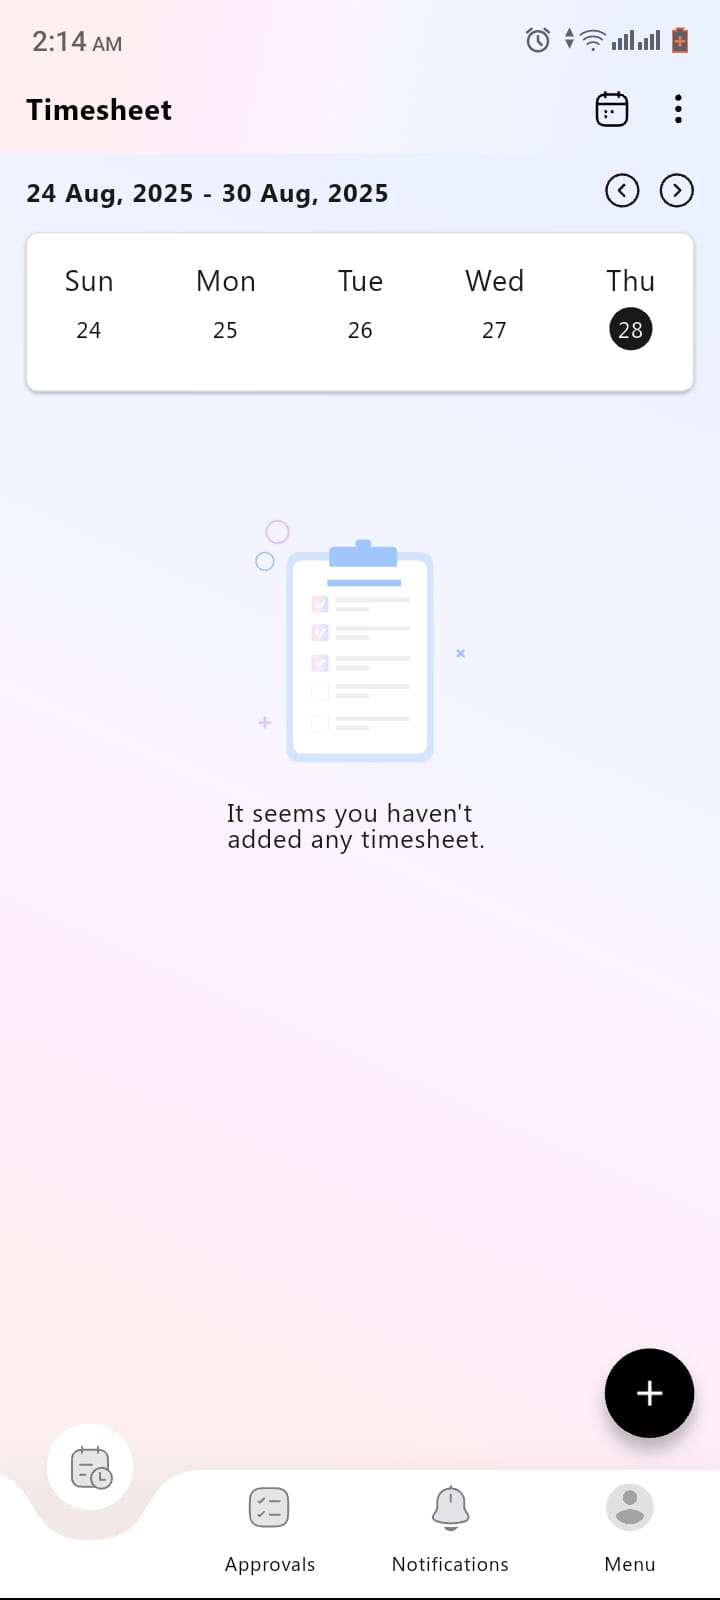 2:14 AM
Timesheet
24 Aug, 2025 - 30 Aug, 2025
Sun Mon Tue Wed Thu
24 25 26 27 28
It seems you haven't
added any timesheet.
Approvals Notifications Menu